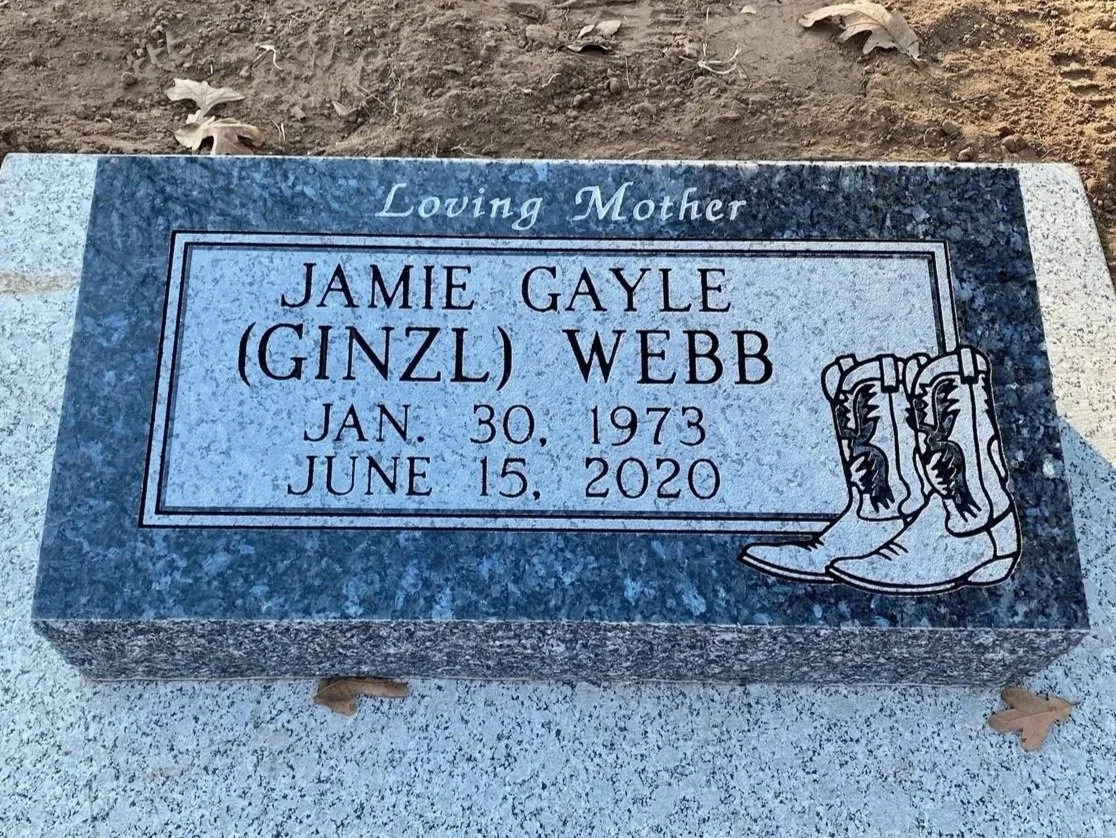 Loving Mother
JAMIE GAYLE
(GINZL) WEBB
JAN. 30, 1973
JUNE 15, 2020